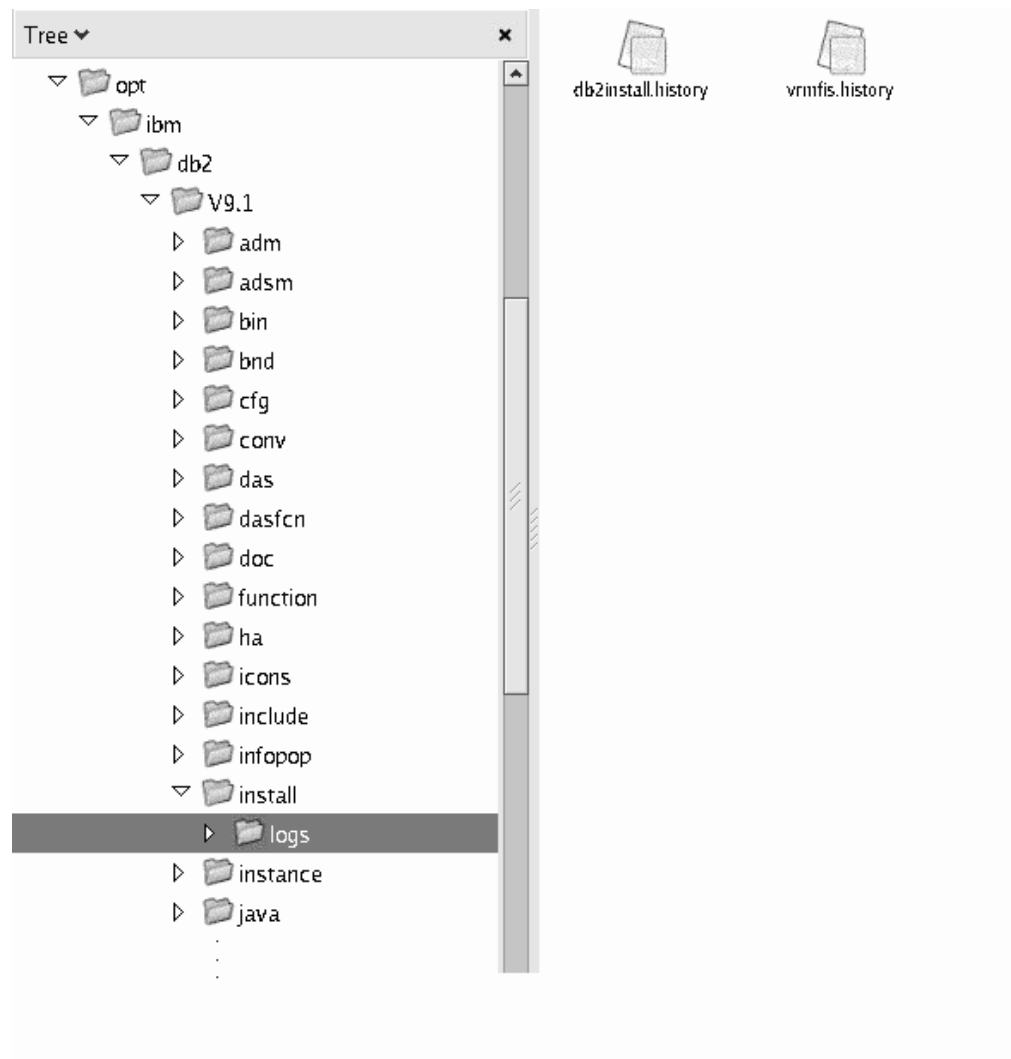 Tree
opt
ibm
db2
V9.1
adm
adsm
bin
bnd
cfg
conv
das
dasfcn
doc
function
ha
icons
include
infopop
install
logs
instance
java
db2install.history
vrmfis.history